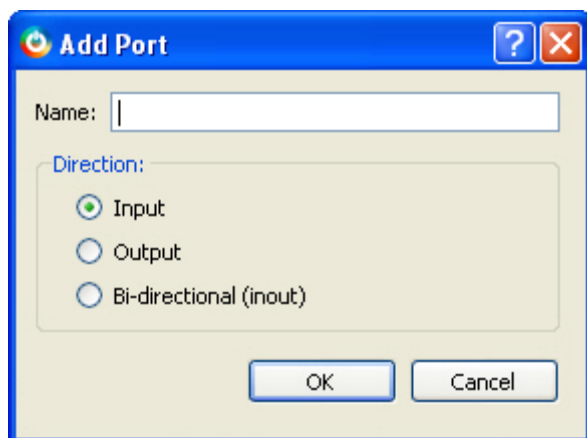 Add Port
?
Name:
Direction:
Input
Output
Bi-directional (inout)
OK Cancel